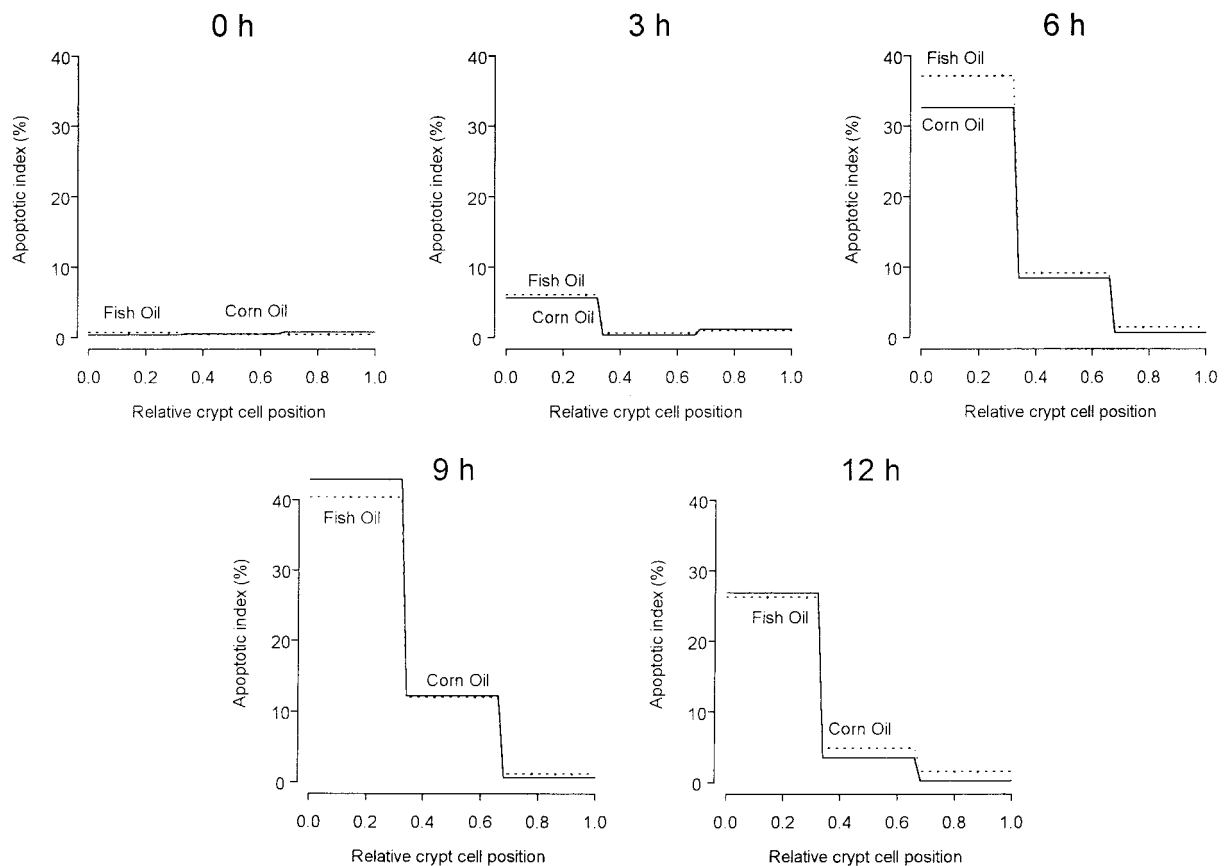 0 h
40
30
20
10
0
Apoptotic index (%)
Fish Oil
Corn Oil
0.0 0.2 0.4 0.6 0.8 1.0
Relative crypt cell position
3 h
40
30
20
10
0
Apoptotic index (%)
Fish Oil
Corn Oil
0.0 0.2 0.4 0.6 0.8 1.0
Relative crypt cell position
6 h
40
30
20
10
0
Apoptotic index (%)
Fish Oil
Corn Oil
0.0 0.2 0.4 0.6 0.8 1.0
Relative crypt cell position
9 h
40
30
20
10
0
Apoptotic index (%)
Fish Oil
Corn Oil
0.0 0.2 0.4 0.6 0.8 1.0
Relative crypt cell position
12 h
40
30
20
10
0
Apoptotic index (%)
Fish Oil
Corn Oil
0.0 0.2 0.4 0.6 0.8 1.0
Relative crypt cell position